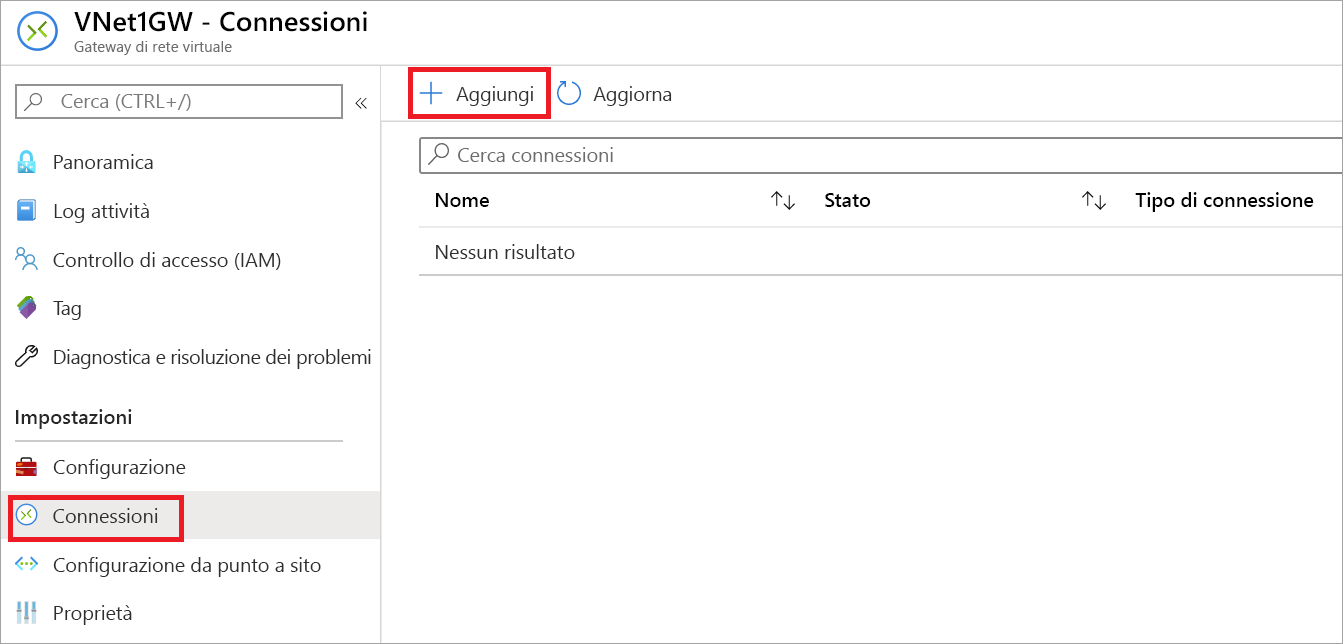 VNet1GW - Connessioni
Gateway di rete virtuale
Cerca (CTRL+/)
«
Panoramica
Log attività
Controllo di accesso (IAM)
Tag
Diagnostica e risoluzione dei problemi
Impostazioni
Configurazione
Connessioni
Configurazione da punto a sito
Proprietà
Aggiungi Aggiorna
Cerca connessioni
Nome Stato Tipo di connessione
Nessun risultato